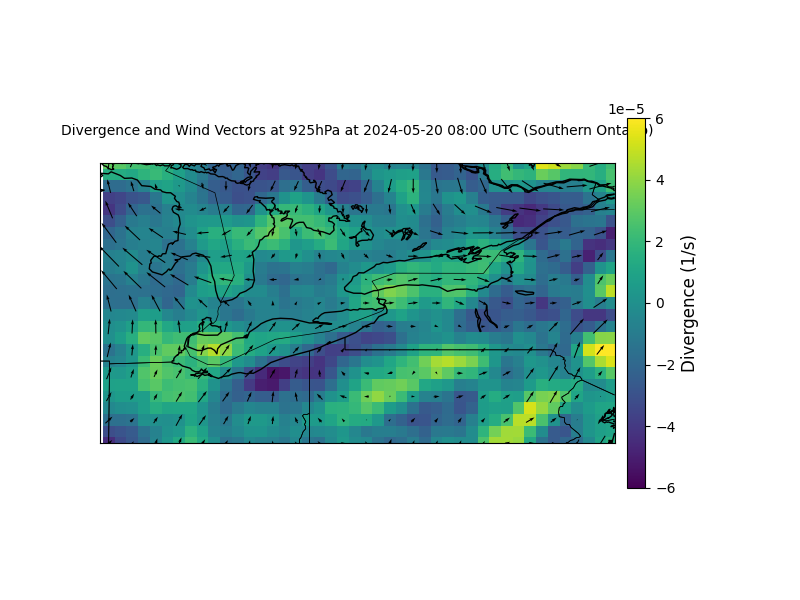 1e−5
Divergence and Wind Vectors at 925hPa at 2024-05-20 08:00 UTC (Southern Ontario)
6
4
2
0
−2
−4
−6
Divergence (1/s)